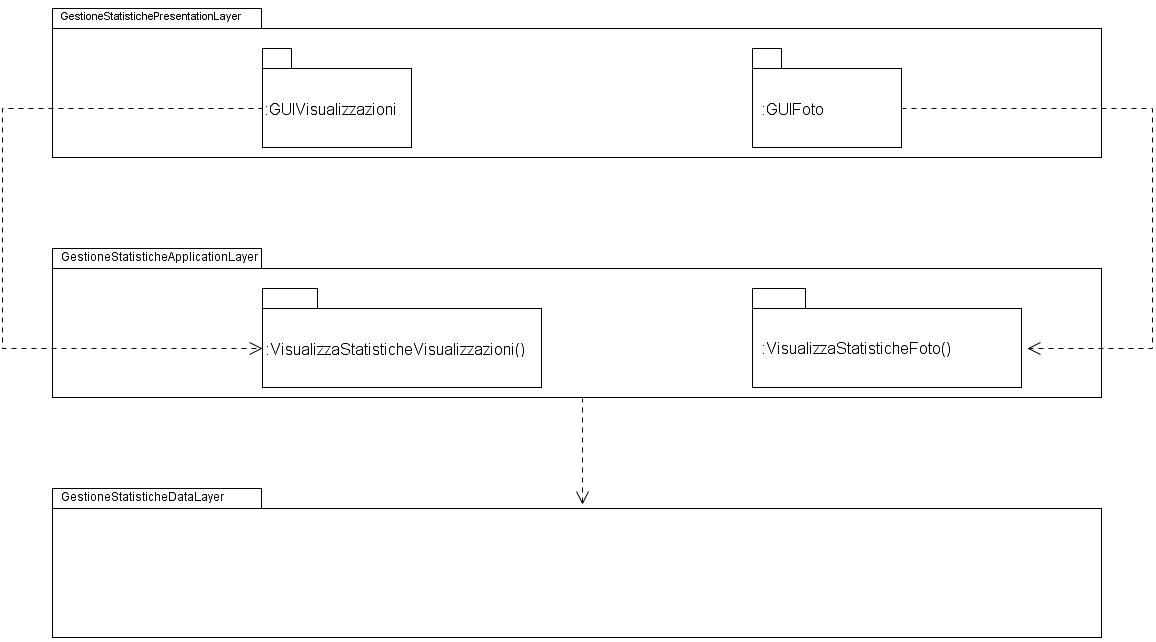 GestioneStatistichePresentationLayer
:GUIVisualizzazioni
:GUIFoto
GestioneStatisticheApplicationLayer
:VisualizzaStatisticheVisualizzazioni()
:VisualizzaStatisticheFoto()
GestioneStatisticheDataLayer